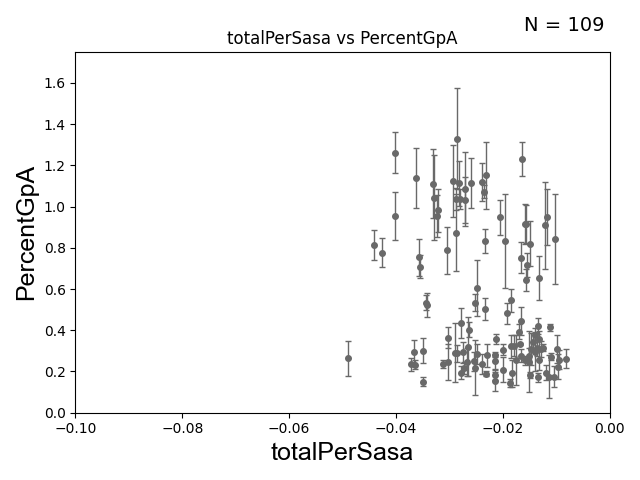 N = 109
totalPerSasa vs PercentGpA
PercentGpA
1.6
1.4
1.2
1.0
0.8
0.6
0.4
0.2
0.0
−0.10 −0.08 −0.06 −0.04 −0.02 0.00
totalPerSasa